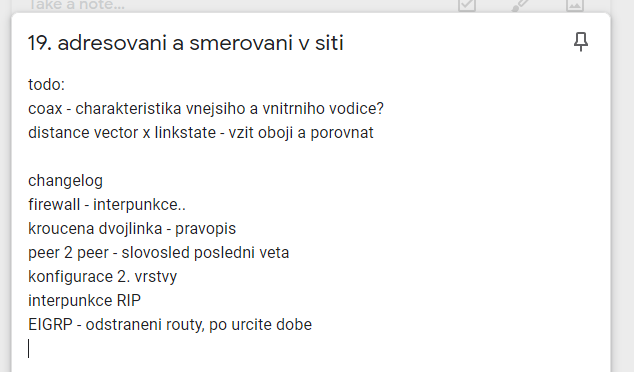 Take a note...
19. adresovani a smerovani v siti
todo:
coax - charakteristika vnejsiho a vnitrniho vodice?
distance vector x linkstate - vzit oboji a porovnat
changelog
firewall - interpunkce..
kroucena dvojlinka - pravopis
peer 2 peer - slovosled posledni veta
konfigurace 2. vrstvy
interpunkce RIP
EIGRP - odstraneni routy, po urcite dobe